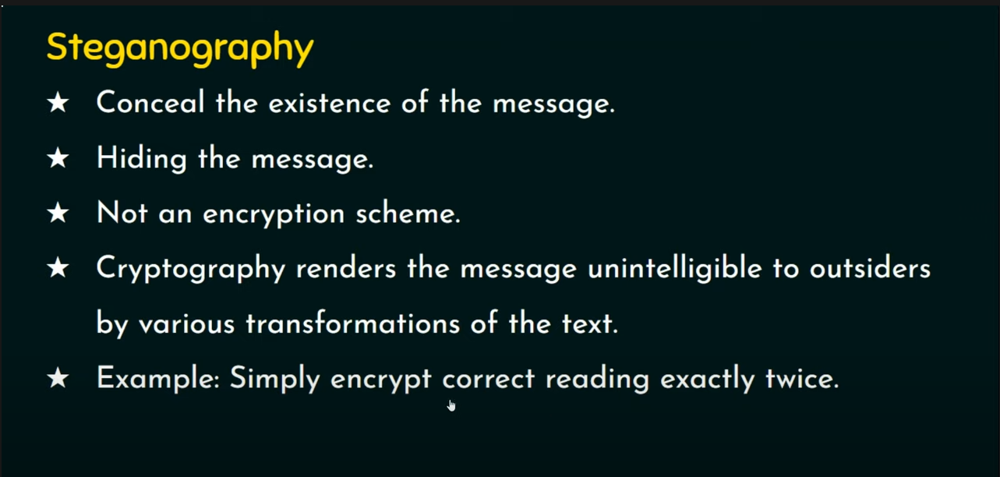 Steganography
★ Conceal the existence of the message.
★ Hiding the message.
★ Not an encryption scheme.
★ Cryptography renders the message unintelligible to outsiders
by various transformations of the text.
★ Example: Simply encrypt correct reading exactly twice.